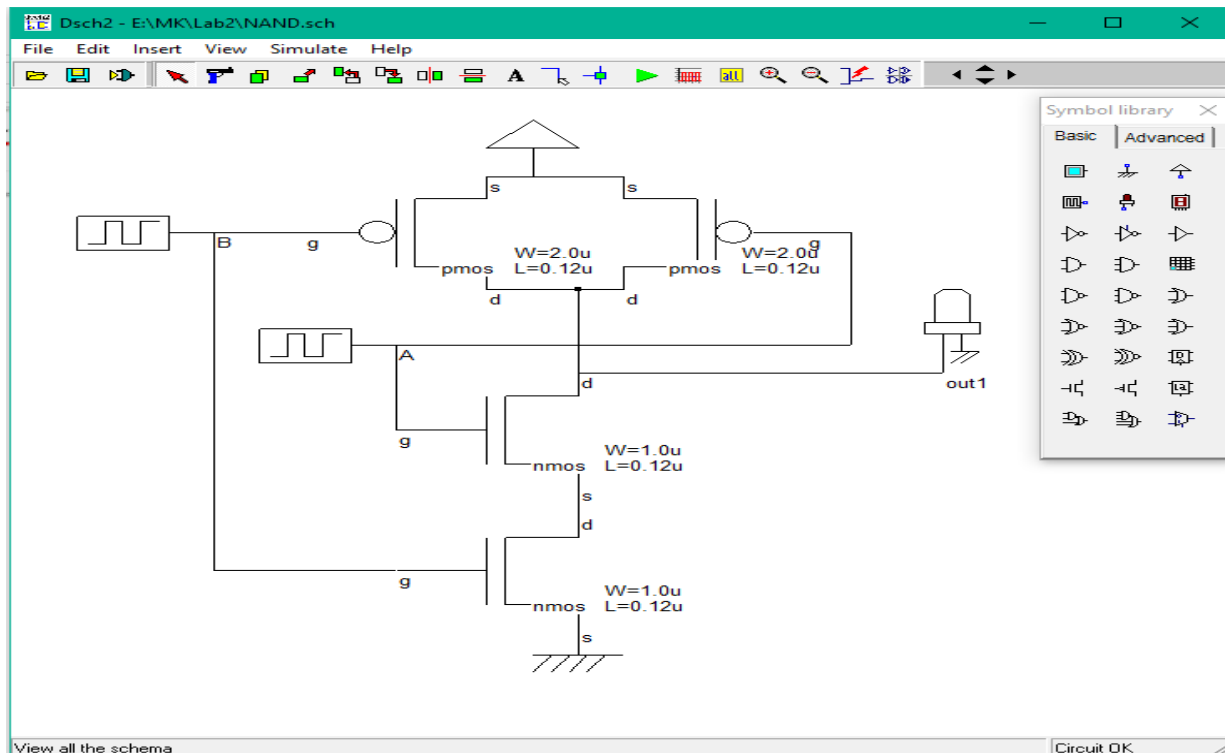 Dsch2 - E:\MK\Lab2\NAND.sch
File Edit Insert View Simulate Help
A
all
Symbol library
Basic Advanced
s s
B g g
W=2.0u W=2.0u
pmos L=0.12u pmos L=0.12u
d d
A
d out1
g
W=1.0u
nmos L=0.12u
s
d
g
W=1.0u
nmos L=0.12u
s
View all the schema Circuit OK